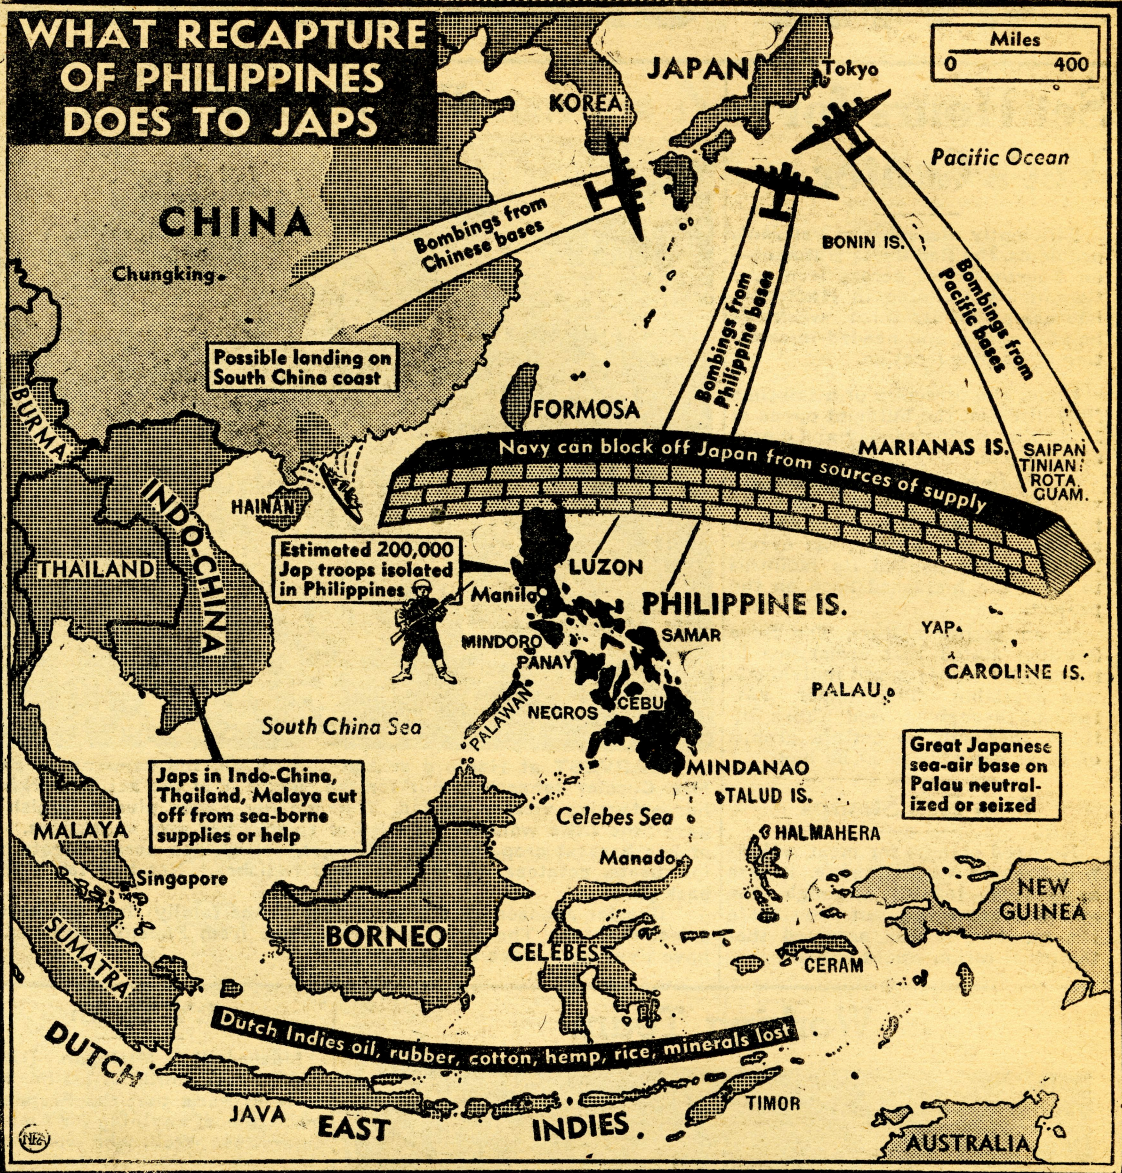 WHAT RECAPTURE
OF PHILIPPINES
DOES TO JAPS
Miles
0 400
JAPAN
Tokyo
KOREA
Pacific Ocean
CHINA
Chungking
Bombings from
Chinese bases
BONIN IS.
Bombings from
Philippine bases
Bombings from
Pacific bases
Possible landing on
South China coast
BURMA
FORMOSA
Navy can block off Japan from sources of supply
MARIANAS IS.
SAIPAN
TINIAN
ROTA
GUAM.
HAINAN
INDO-CHINA
THAILAND
Estimated 200,000
Jap troops isolated
in Philippines
LUZON
Manila
PHILIPPINE IS.
MINDORO
SAMAR
PANAY
YAP
CAROLINE IS.
PALAU
CEBU
NEGROS
PALAWAN
South China Sea
Great Japanese
sea-air base on
Palau neutral-
ized or seized
Japs in Indo-China,
Thailand, Malaya cut
off from sea-borne
supplies or help
MINDANAO
TALUD IS.
Celebes Sea
HALMAHERA
MALAYA
Manado
Singapore
NEW
GUINEA
SUMATRA
BORNEO
CELEBES
CERAM
Dutch Indies oil, rubber, cotton, hemp, rice, minerals lost
DUTCH
EAST
INDIES
JAVA
TIMOR
AUSTRALIA
NEA